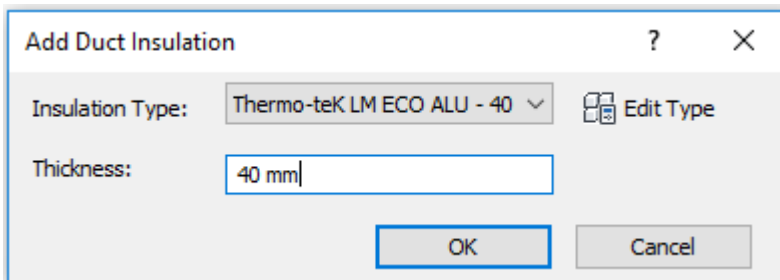 Add Duct Insulation ?
Insulation Type: Thermo-teK LM ECO ALU - 40 Edit Type
Thickness: 40 mm
OK Cancel